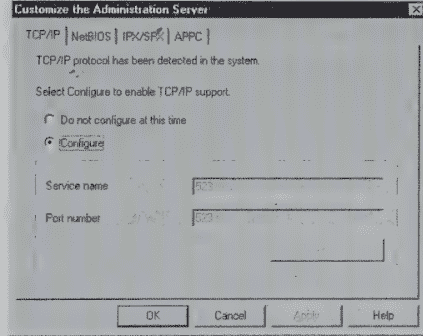 Customize the Administration Server
TCP/IP NetBIOS IPX/SPX APPC
TCP/IP protocol has been detected in the system.
Select Configure to enable TCP/IP support.
Do not configure at this time
Configure
Service name 523
Port number 523
OK Cancel Apply Help